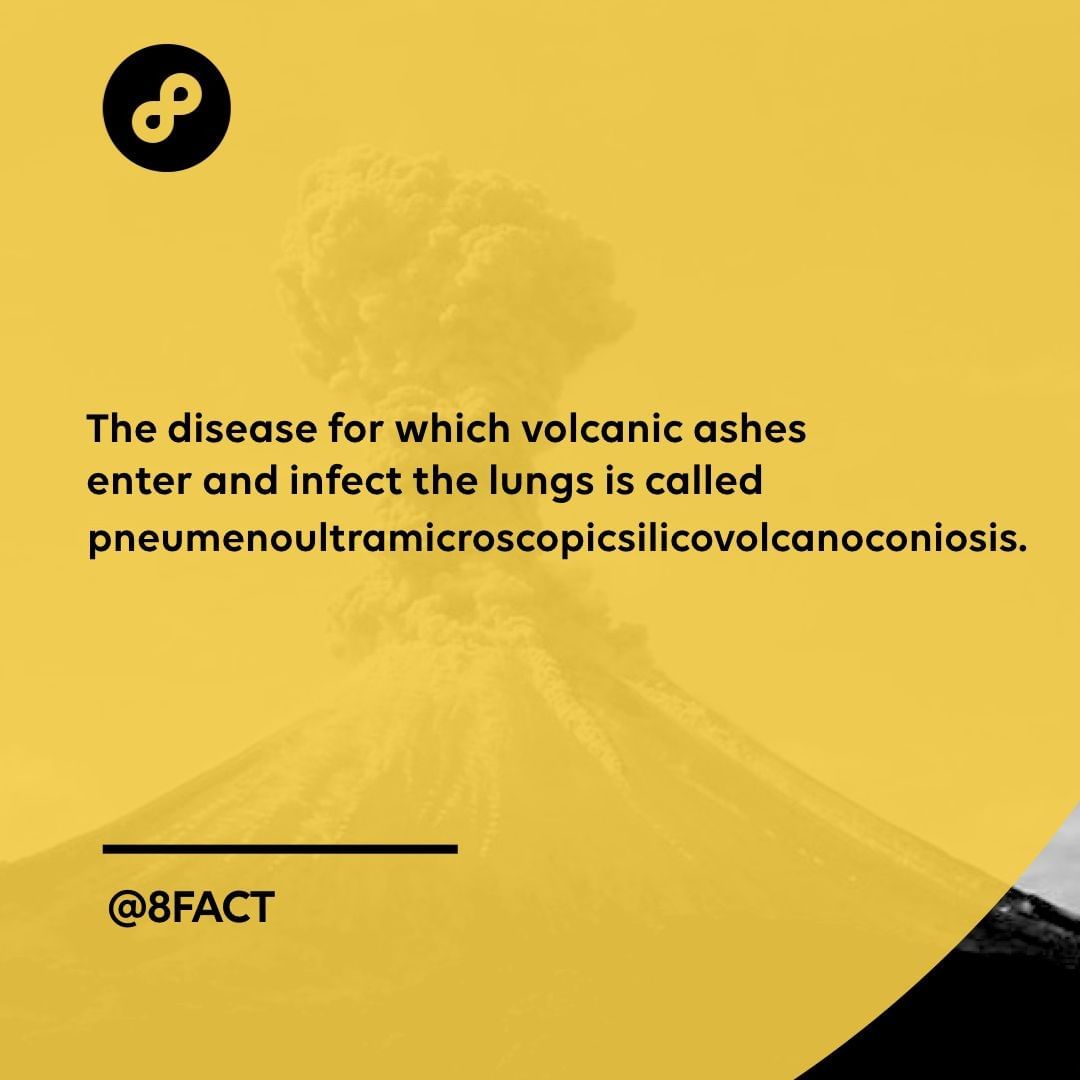 The disease for which volcanic ashes
enter and infect the lungs is called
pneumenoultramicroscopicsilicovolcanoconiosis.
@8FACT